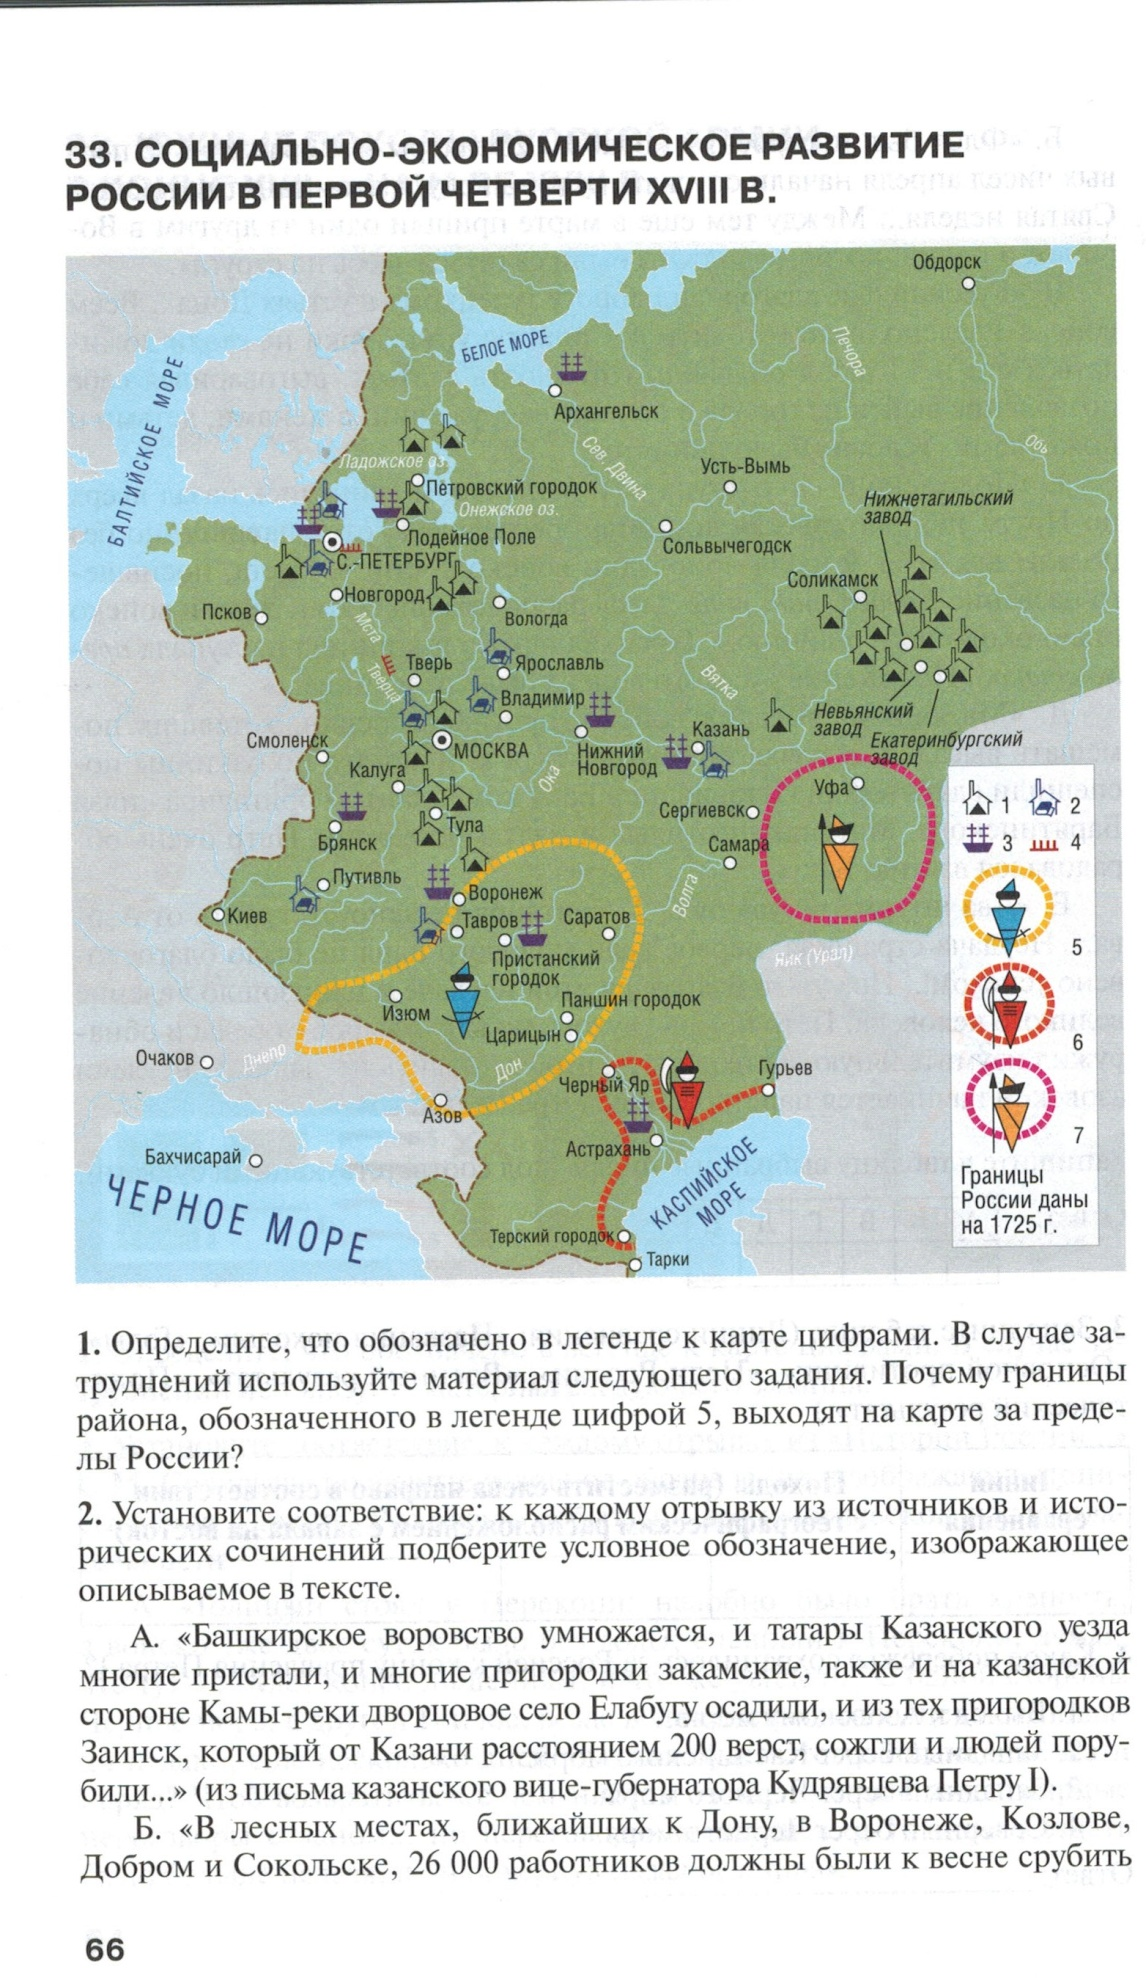 33. СОЦИАЛЬНО-ЭКОНОМИЧЕСКОЕ РАЗВИТИЕ
РОССИИ В ПЕРВОЙ ЧЕТВЕРТИ XVIII В.
Обдорск
БЕЛОЕ МОРЕ
Печора
БАЛТИЙСКОЕ МОРЕ
Архангельск
Сев. Двина
Обь
Ладожское оз.
Усть-Вымь
Петровский городок
Онежское оз.
Нижнетагильский
завод
Лодейное Поле
Сольвычегодск
С.-ПЕТЕРБУРГ
Соликамск
Новгород
Псков
Вологда
Мста
Тверь
Ярославль
Тверца
Вятка
Владимир
Невьянский
завод
Казань
Смоленск
МОСКВА
Нижний
Новгород
Екатеринбургский
завод
Калуга
Ока
Уфа
Сергиевск
1
2
Тула
Брянск
Самара
3
4
Путивль
Волга
Воронеж
Киев
Тавров
Саратов
Яик (Урал)
5
Пристанский
городок
Изюм
Паншин городок
Царицын
6
Очаков
Днепр
Дон
Черный Яр
Гурьев
Азов
7
Астрахань
Бахчисарай
КАСПИЙСКОЕ
МОРЕ
ЧЕРНОЕ МОРЕ
Границы
России даны
на 1725 г.
Терский городок
Тарки
1. Определите, что обозначено в легенде к карте цифрами. В случае за-
труднений используйте материал следующего задания. Почему границы
района, обозначенного в легенде цифрой 5, выходят на карте за преде-
лы России?
2. Установите соответствие: к каждому отрывку из источников и исто-
рических сочинений подберите условное обозначение, изображающее
описываемое в тексте.
А. «Башкирское воровство умножается, и татары Казанского уезда
многие пристали, и многие пригородки закамские, также и на казанской
стороне Камы-реки дворцовое село Елабугу осадили, и из тех пригородков
Заинск, который от Казани расстоянием 200 верст, сожгли и людей пору-
били...» (из письма казанского вице-губернатора Кудрявцева Петру I).
Б. «В лесных местах, ближайших к Дону, в Воронеже, Козлове,
Добром и Сокольске, 26 000 работников должны были к весне срубить
66